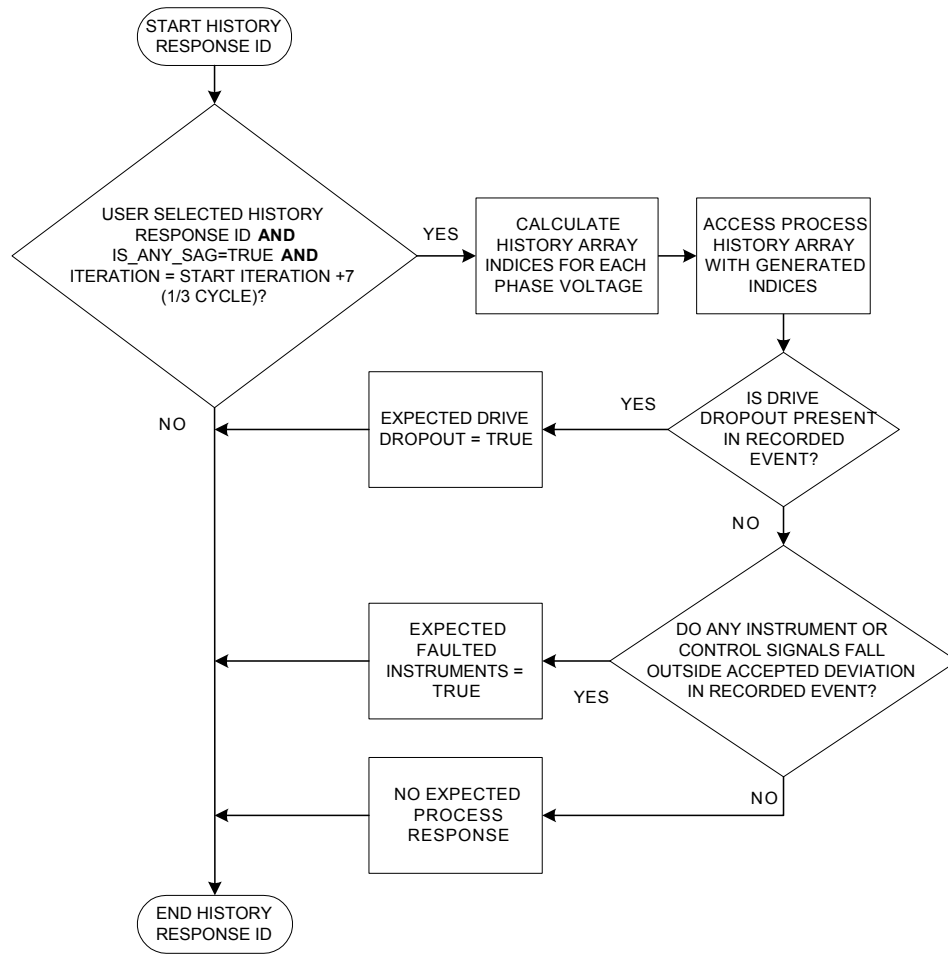 START HISTORY
RESPONSE ID
USER SELECTED HISTORY
RESPONSE ID AND
IS_ANY_SAG=TRUE AND
ITERATION = START ITERATION +7
(1/3 CYCLE)?
YES
CALCULATE
HISTORY ARRAY
INDICES FOR EACH
PHASE VOLTAGE
ACCESS PROCESS
HISTORY ARRAY
WITH GENERATED
INDICES
IS DRIVE
DROPOUT PRESENT
IN RECORDED
EVENT?
YES
EXPECTED DRIVE
DROPOUT = TRUE
NO
NO
DO ANY INSTRUMENT OR
CONTROL SIGNALS FALL
OUTSIDE ACCEPTED DEVIATION
IN RECORDED EVENT?
YES
EXPECTED
FAULTED
INSTRUMENTS =
TRUE
NO
NO EXPECTED
PROCESS
RESPONSE
END HISTORY
RESPONSE ID